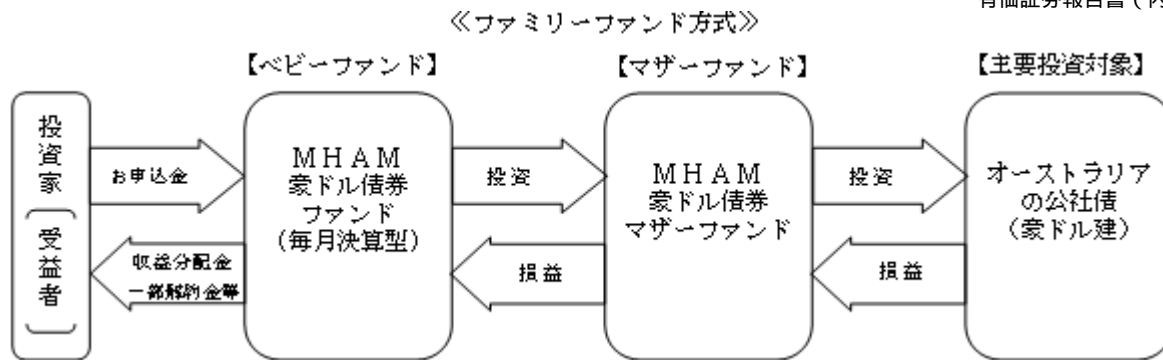 有価証券報告書(内
≪ファミリーファンド方式≫
【ベビーファンド】
【マザーファンド】
【主要投資対象】
投資家
(受益者)
お申込金
収益分配金
一部解約金等
MHAM
豪ドル債券
ファンド
(毎月決算型)
投資
損益
MHAM
豪ドル債券
マザーファンド
投資
損益
オーストラリア
の公社債
(豪ドル建)